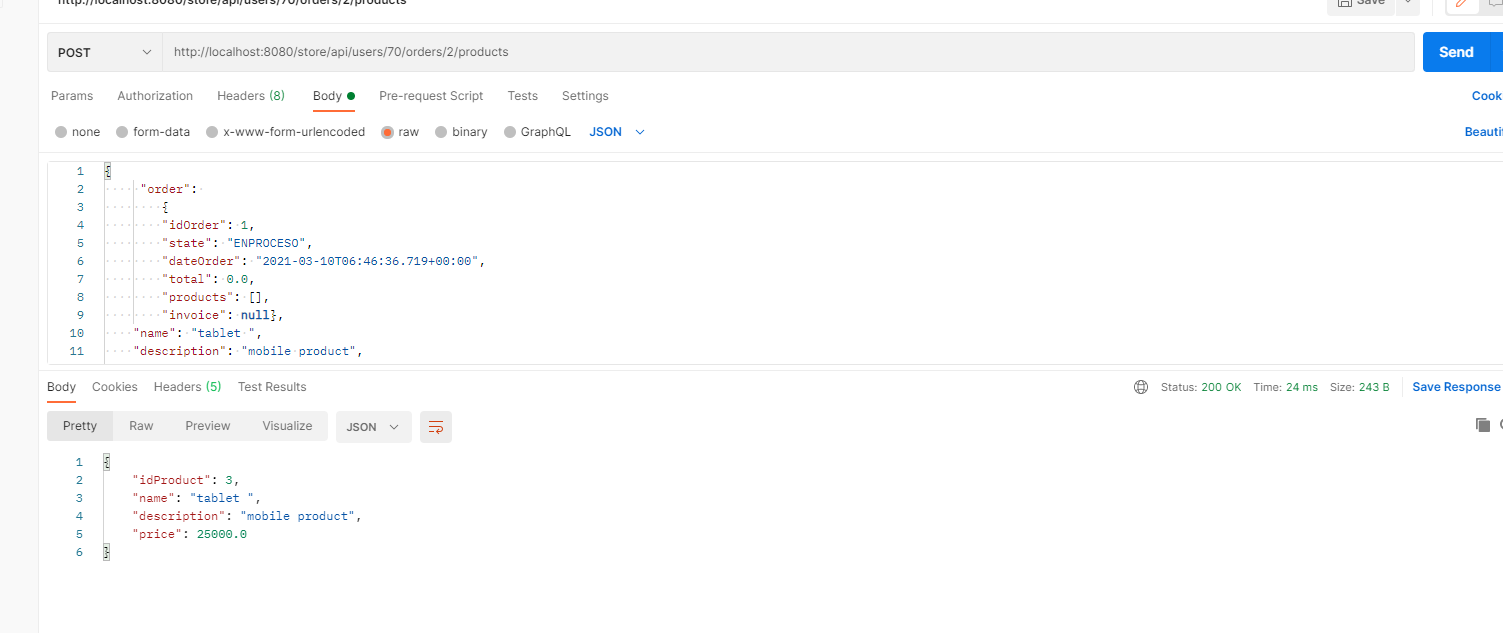 http://localhost:8080/store/api/users/70/orders/2/products
Save
POST http://localhost:8080/store/api/users/70/orders/2/products Send
Params Authorization Headers (8) Body Pre-request Script Tests Settings Cook
none form-data x-www-form-urlencoded raw binary GraphQL JSON Beauti
1 {
2 "order":
3 {
4 "idOrder": 1,
5 "state": "ENPROCESO",
6 "dateOrder": "2021-03-10T06:46:36.719+00:00",
7 "total": 0.0,
8 "products": [],
9 "invoice": null},
10 "name": "tablet ",
11 "description": "mobile product",
Body Cookies Headers (5) Test Results Status: 200 OK Time: 24 ms Size: 243 B Save Response
Pretty Raw Preview Visualize JSON
1 {
2 "idProduct": 3,
3 "name": "tablet ",
4 "description": "mobile product",
5 "price": 25000.0
6 }